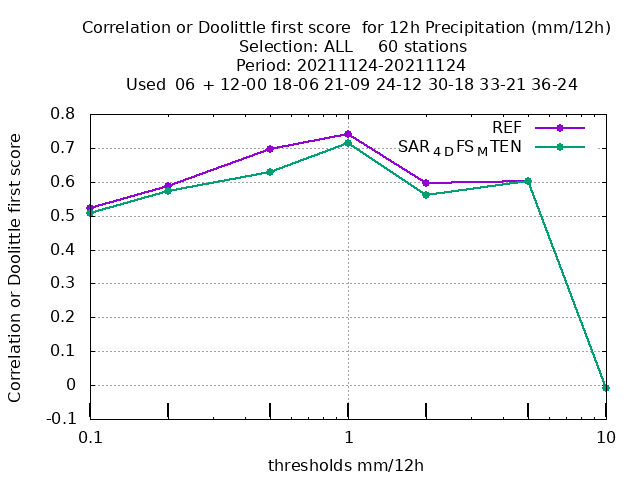 Correlation or Doolittle first score  for 12h Precipitation (mm/12h)
Selection: ALL     60 stations
Period: 20211124-20211124
Used  06 + 12-00 18-06 21-09 24-12 30-18 33-21 36-24
Correlation or Doolittle first score
0.8
0.7
0.6
0.5
0.4
0.3
0.2
0.1
0
-0.1
REF
SAR4DFSMTEN
0.1
1
10
thresholds mm/12h